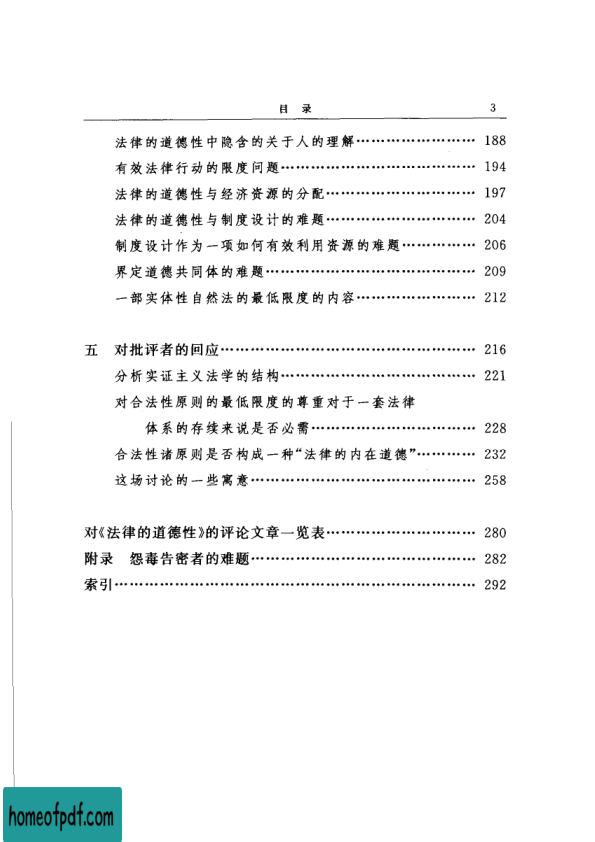 目 录 3
法律的道德性中隐含的关于人的理解…………………… 188
有效法律行动的限度问题………………………………… 194
法律的道德性与经济资源的分配………………………… 197
法律的道德性与制度设计的难题………………………… 204
制度设计作为一项如何有效利用资源的难题…………… 206
界定道德共同体的难题…………………………………… 209
一部实体性自然法的最低限度的内容…………………… 212
五 对批评者的回应…………………………………………… 216
分析实证主义法学的结构………………………………… 221
对合法性原则的最低限度的尊重对于一套法律
体系的存续来说是否必需…………………………… 228
合法性诸原则是否构成一种“法律的内在道德”………… 232
这场讨论的一些寓意……………………………………… 258
对《法律的道德性》的评论文章一览表………………………… 280
附录 怨毒告密者的难题……………………………………… 282
索引……………………………………………………………… 292
homeofpdf.com